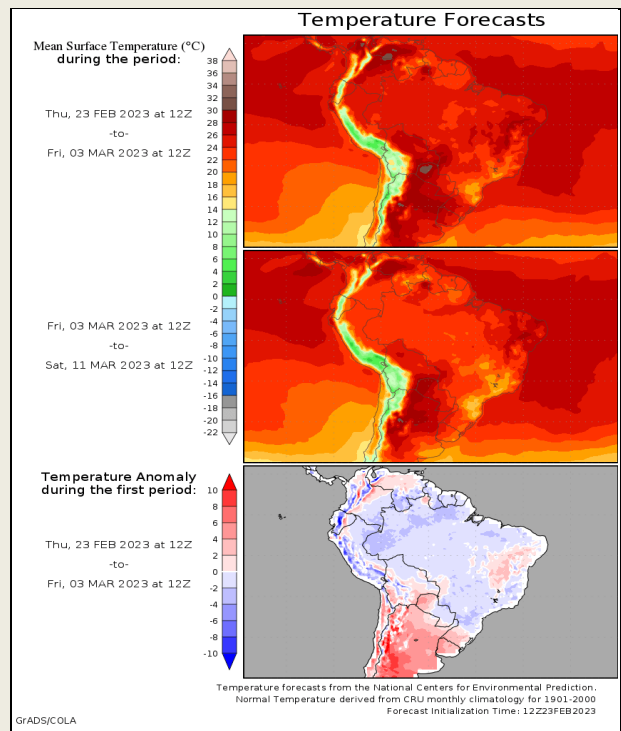 Temperature Forecasts
Mean Surface Temperature (°C)
during the period:
Thu, 23 FEB 2023 at 12Z
-to-
Fri, 03 MAR 2023 at 12Z
38
36
34
32
30
28
26
24
22
20
18
16
14
12
10
8
6
4
2
0
-2
-4
-6
-8
-10
-12
-14
-16
-18
-20
-22
Fri, 03 MAR 2023 at 12Z
-to-
Sat, 11 MAR 2023 at 12Z
Temperature Anomaly
during the first period:
Thu, 23 FEB 2023 at 12Z
-to-
Fri, 03 MAR 2023 at 12Z
10
8
6
4
2
0
-2
-4
-6
-8
-10
Temperature forecasts from the National Centers for Environmental Prediction.
Normal Temperature derived from CRU monthly climatology for 1901-2000
Forecast Initialization Time: 12Z23FEB2023
GrADS/COLA